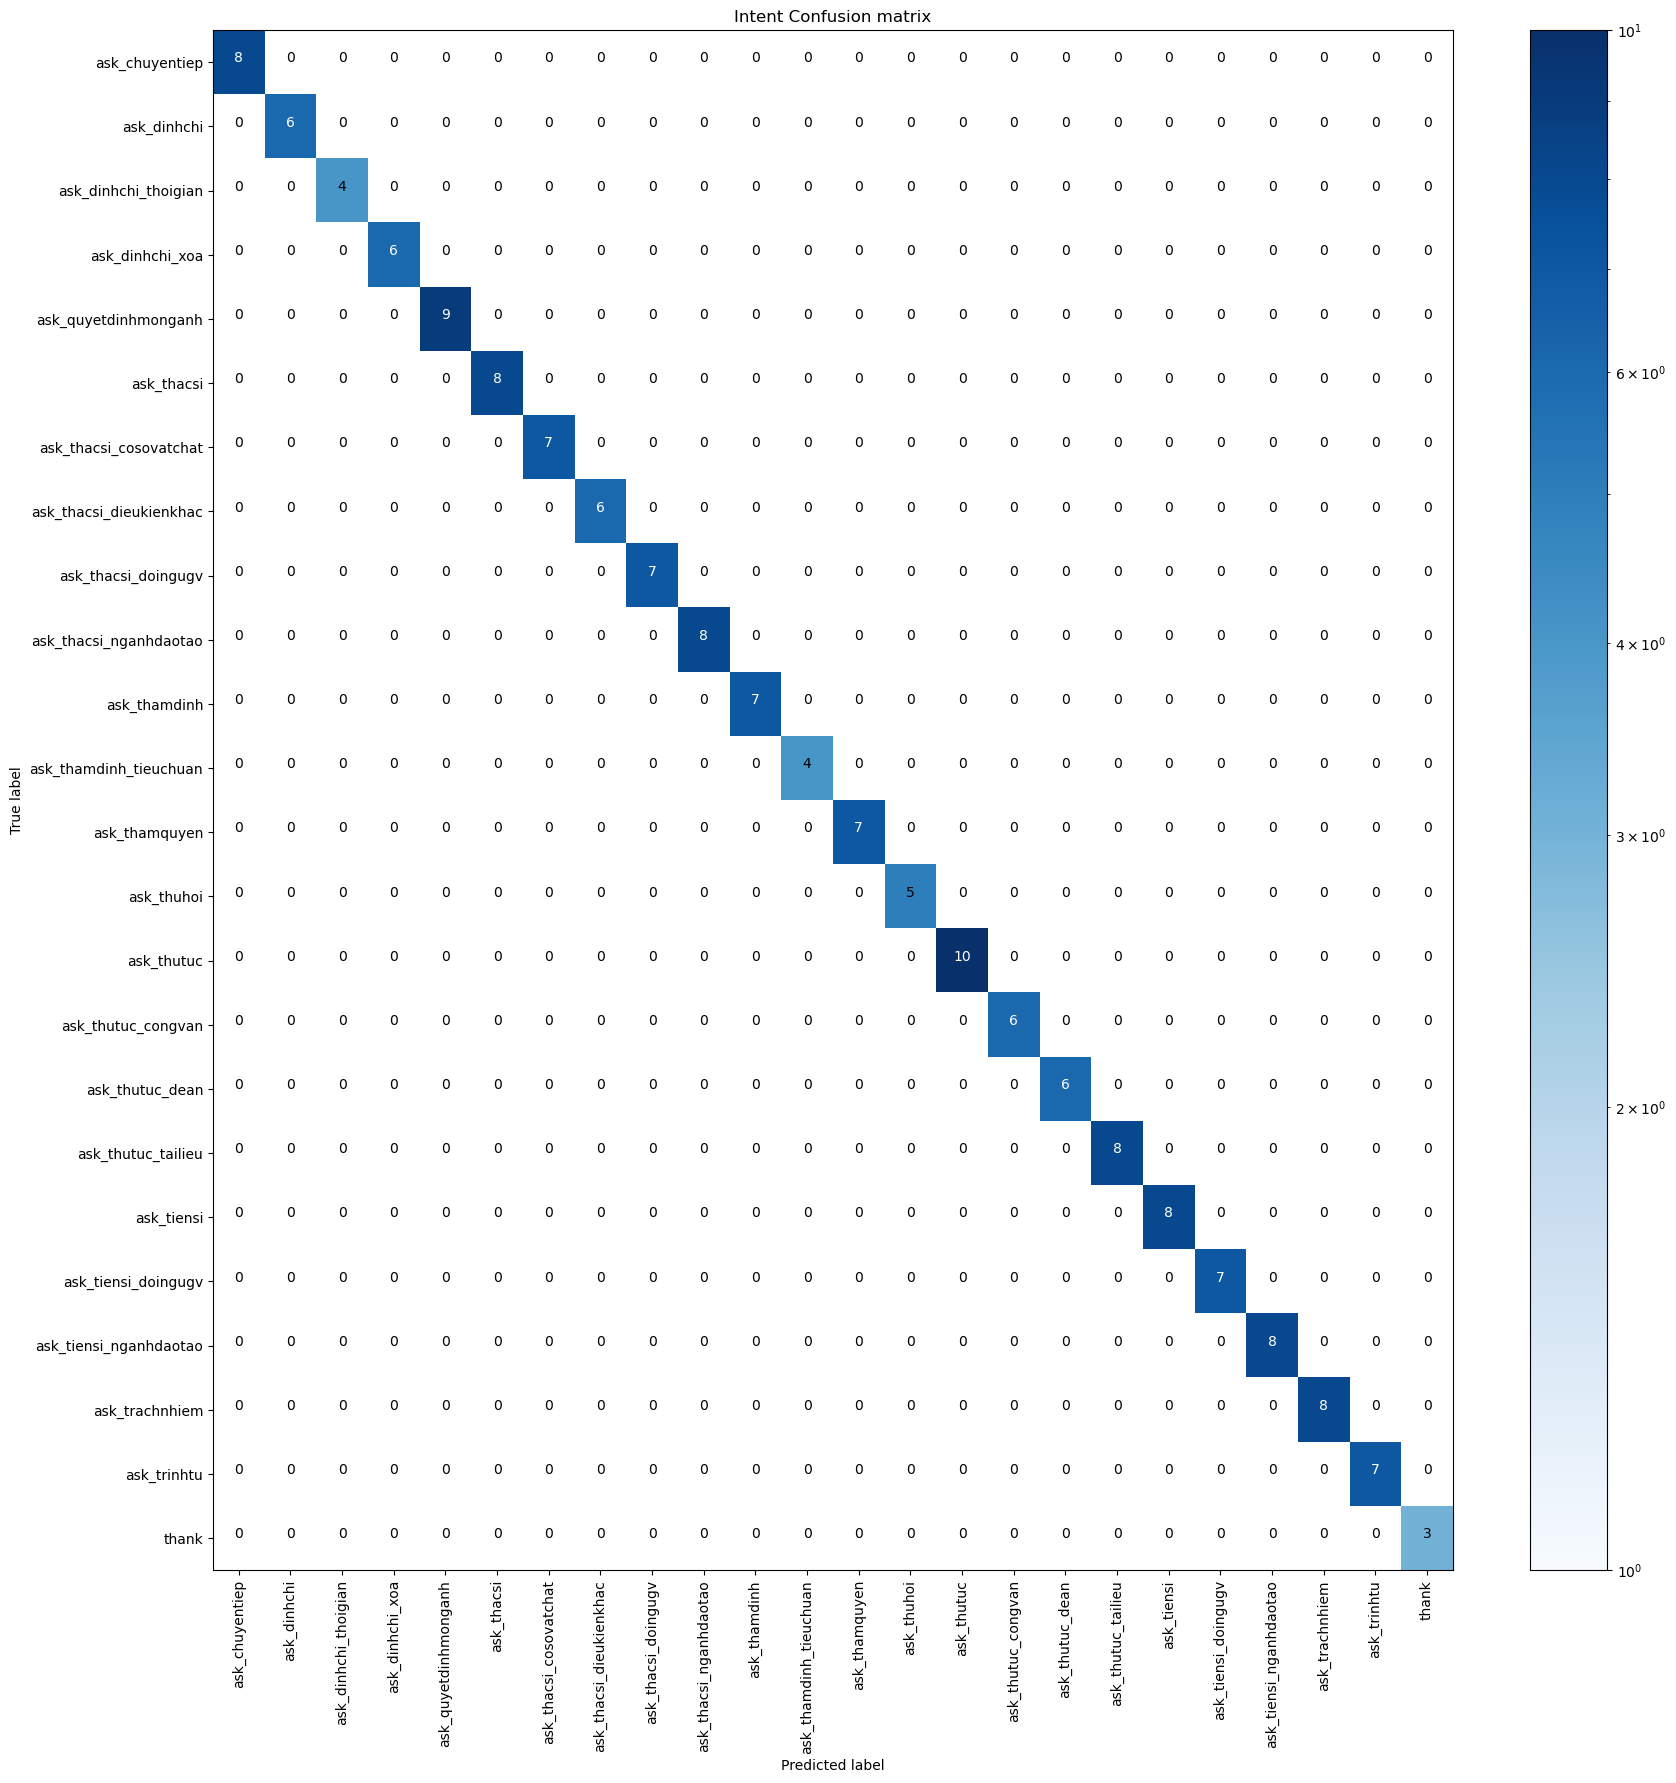 Intent Confusion matrix
ask_chuyentiep 8 0 0 0 0 0 0 0 0 0 0 0 0 0 0 0 0 0 0 0 0 0 0 0
ask_dinhchi 0 6 0 0 0 0 0 0 0 0 0 0 0 0 0 0 0 0 0 0 0 0 0 0
ask_dinhchi_thoigian 0 0 4 0 0 0 0 0 0 0 0 0 0 0 0 0 0 0 0 0 0 0 0 0
ask_dinhchi_xoa 0 0 0 6 0 0 0 0 0 0 0 0 0 0 0 0 0 0 0 0 0 0 0 0
ask_quyetdinhmonganh 0 0 0 0 9 0 0 0 0 0 0 0 0 0 0 0 0 0 0 0 0 0 0 0
ask_thacsi 0 0 0 0 0 8 0 0 0 0 0 0 0 0 0 0 0 0 0 0 0 0 0 0
ask_thacsi_cosovatchat 0 0 0 0 0 0 7 0 0 0 0 0 0 0 0 0 0 0 0 0 0 0 0 0
ask_thacsi_dieukienkhac 0 0 0 0 0 0 0 6 0 0 0 0 0 0 0 0 0 0 0 0 0 0 0 0
ask_thacsi_doingugv 0 0 0 0 0 0 0 0 7 0 0 0 0 0 0 0 0 0 0 0 0 0 0 0
ask_thacsi_nganhdaotao 0 0 0 0 0 0 0 0 0 8 0 0 0 0 0 0 0 0 0 0 0 0 0 0
ask_thamdinh 0 0 0 0 0 0 0 0 0 0 7 0 0 0 0 0 0 0 0 0 0 0 0 0
ask_thamdinh_tieuchuan 0 0 0 0 0 0 0 0 0 0 0 4 0 0 0 0 0 0 0 0 0 0 0 0
ask_thamquyen 0 0 0 0 0 0 0 0 0 0 0 0 7 0 0 0 0 0 0 0 0 0 0 0
ask_thuhoi 0 0 0 0 0 0 0 0 0 0 0 0 0 5 0 0 0 0 0 0 0 0 0 0
ask_thutuc 0 0 0 0 0 0 0 0 0 0 0 0 0 0 10 0 0 0 0 0 0 0 0 0
ask_thutuc_congvan 0 0 0 0 0 0 0 0 0 0 0 0 0 0 0 6 0 0 0 0 0 0 0 0
ask_thutuc_dean 0 0 0 0 0 0 0 0 0 0 0 0 0 0 0 0 6 0 0 0 0 0 0 0
ask_thutuc_tailieu 0 0 0 0 0 0 0 0 0 0 0 0 0 0 0 0 0 8 0 0 0 0 0 0
ask_tiensi 0 0 0 0 0 0 0 0 0 0 0 0 0 0 0 0 0 0 8 0 0 0 0 0
ask_tiensi_doingugv 0 0 0 0 0 0 0 0 0 0 0 0 0 0 0 0 0 0 0 7 0 0 0 0
ask_tiensi_nganhdaotao 0 0 0 0 0 0 0 0 0 0 0 0 0 0 0 0 0 0 0 0 8 0 0 0
ask_trachnhiem 0 0 0 0 0 0 0 0 0 0 0 0 0 0 0 0 0 0 0 0 0 8 0 0
ask_trinhtu 0 0 0 0 0 0 0 0 0 0 0 0 0 0 0 0 0 0 0 0 0 0 7 0
thank 0 0 0 0 0 0 0 0 0 0 0 0 0 0 0 0 0 0 0 0 0 0 0 3
True label
ask_chuyentiep
ask_dinhchi
ask_dinhchi_thoigian
ask_dinhchi_xoa
ask_quyetdinhmonganh
ask_thacsi
ask_thacsi_cosovatchat
ask_thacsi_dieukienkhac
ask_thacsi_doingugv
ask_thacsi_nganhdaotao
ask_thamdinh
ask_thamdinh_tieuchuan
ask_thamquyen
ask_thuhoi
ask_thutuc
ask_thutuc_congvan
ask_thutuc_dean
ask_thutuc_tailieu
ask_tiensi
ask_tiensi_doingugv
ask_tiensi_nganhdaotao
ask_trachnhiem
ask_trinhtu
thank
Predicted label
10¹
6 × 10⁰
4 × 10⁰
3 × 10⁰
2 × 10⁰
10⁰